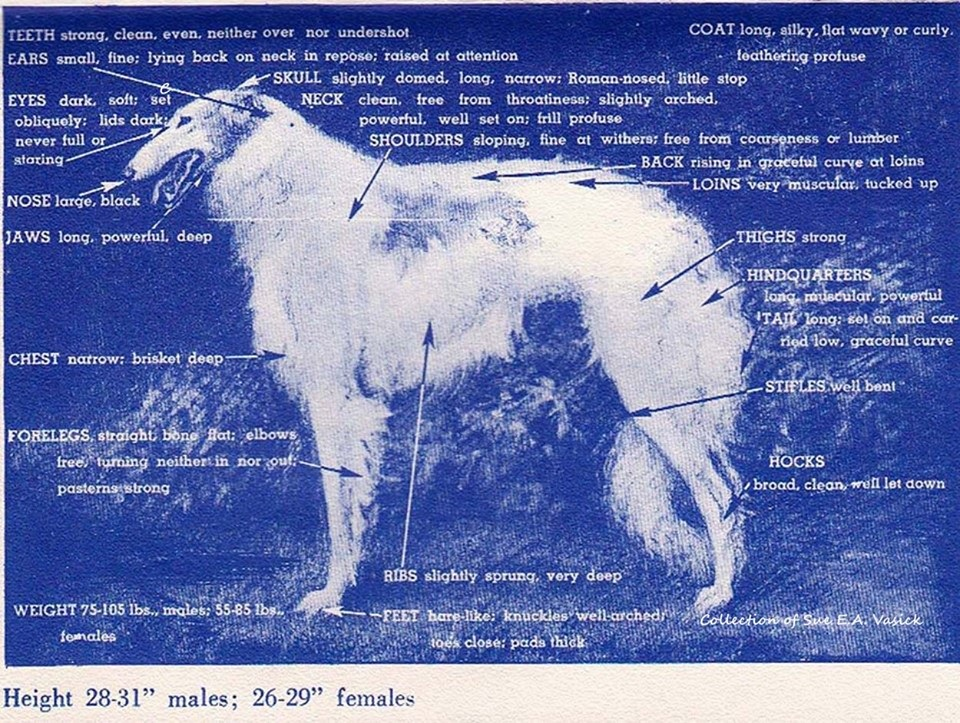 TEETH strong, clean, even, neither over nor undershot
EARS small, fine; lying back on neck in repose; raised at attention
COAT long, silky, flat wavy or curly.
feathering profuse
SKULL slightly domed, long, narrow; Roman-nosed, little stop
EYES dark, soft; set
obliquely; lids dark;
never full or
staring
NECK clean, free from throatiness; slightly arched,
powerful, well set on; frill profuse
SHOULDERS sloping, fine at withers; free from coarseness or lumber
BACK rising in graceful curve at loins
LOINS very muscular, tucked up
NOSE large, black
JAWS long, powerful, deep
THIGHS strong
HINDQUARTERS
long, muscular, powerful
TAIL long; set on and car-
ried low, graceful curve
CHEST narrow; brisket deep
STIFLES well bent
FORELEGS, straight, bone flat; elbows
free, turning neither in nor out;
pasterns strong
HOCKS
broad, clean, well let down
RIBS slightly sprung, very deep
WEIGHT 75-105 lbs., males; 55-85 lbs.,
females
FEET hare-like; knuckles well-arched;
toes close; pads thick
Collection of Sue E.A. Vasick
Height 28-31” males; 26-29” females